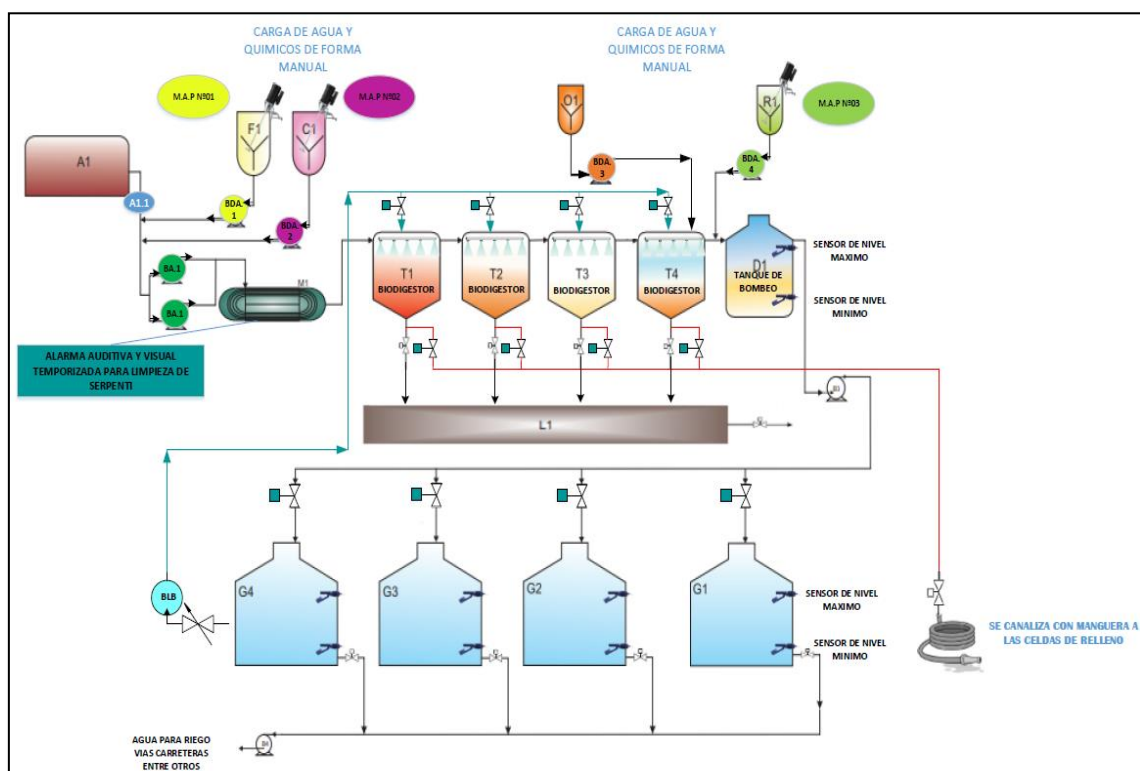 CARGA DE AGUA Y
QUIMICOS DE FORMA
MANUAL
CARGA DE AGUA Y
QUIMICOS DE FORMA
MANUAL
M.A.P Nº01
F1
C1
M.A.P Nº02
O1
R1
M.A.P Nº03
A1
A1.1
BDA.
1
BDA.
2
BDA.
3
BDA.
4
BA.1
BA.1
M1
T1
BIODIGESTOR
T2
BIODIGESTOR
T3
BIODIGESTOR
T4
BIODIGESTOR
D1
TANQUE DE
BOMBEO
SENSOR DE NIVEL
MAXIMO
SENSOR DE NIVEL
MINIMO
ALARMA AUDITIVA Y VISUAL
TEMPORIZADA PARA LIMPIEZA DE
SERPENTI
L1
G4
G3
G2
G1
SENSOR DE NIVEL
MAXIMO
SENSOR DE NIVEL
MINIMO
BLB
SE CANALIZA CON MANGUERA A
LAS CELDAS DE RELLENO
AGUA PARA RIEGO
VIAS CARRETERAS
ENTRE OTROS